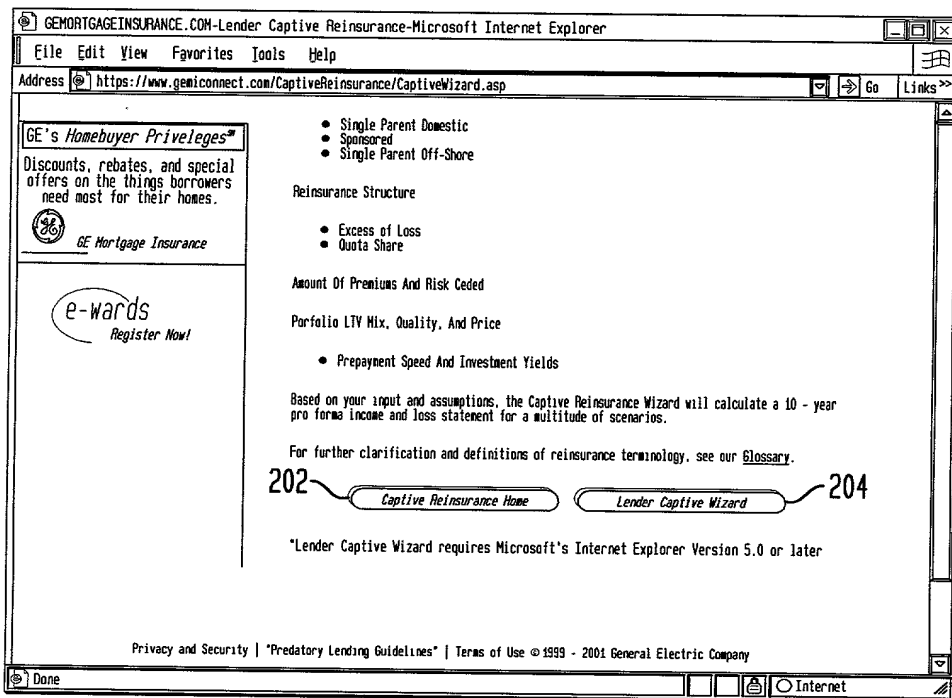 GEMORTGAGEINSURANCE.COM-Lender Captive Reinsurance-Microsoft Internet Explorer
File Edit View Favorites Tools Help
Address https://www.gemiconnect.com/CaptiveReinsurance/CaptiveWizard.asp Go Links >>
GE's Homebuyer Priveleges℠
Discounts, rebates, and special
offers on the things borrowers
need most for their homes.
GE
GE Mortgage Insurance
e-wards
Register Now!
• Single Parent Domestic
• Sponsored
• Single Parent Off-Shore
Reinsurance Structure
• Excess of Loss
• Quota Share
Amount Of Premiums And Risk Ceded
Porfolio LTV Mix, Quality, And Price
• Prepayment Speed And Investment Yields
Based on your input and assumptions, the Captive Reinsurance Wizard will calculate a 10 - year
pro forma income and loss statement for a multitude of scenarios.
For further clarification and definitions of reinsurance terminology, see our Glossary.
202 Captive Reinsurance Home Lender Captive Wizard 204
*Lender Captive Wizard requires Microsoft's Internet Explorer Version 5.0 or later
Privacy and Security | "Predatory Lending Guidelines" | Terms of Use © 1999 - 2001 General Electric Company
Done Internet